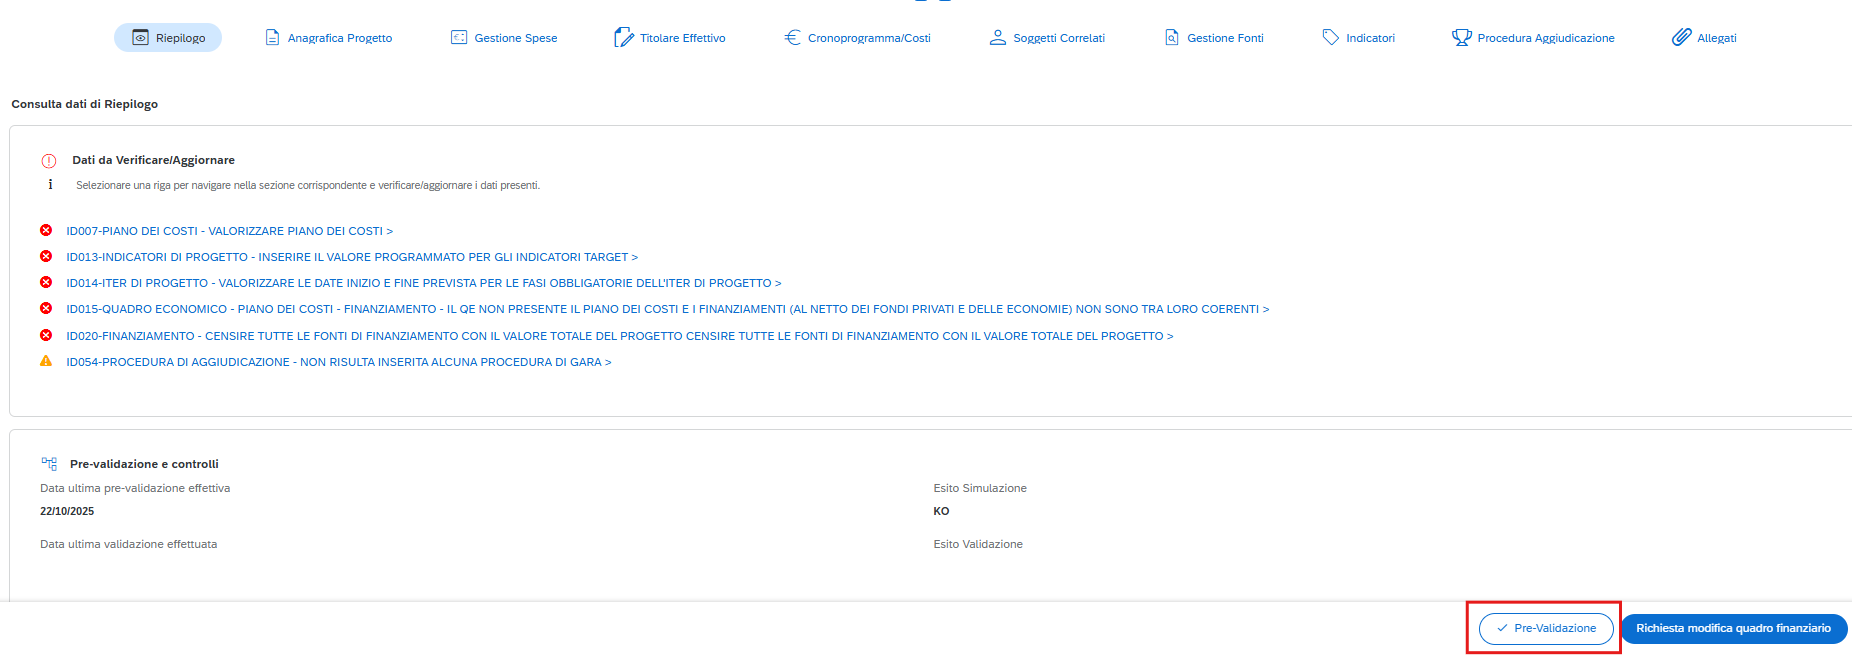 Riepilogo
Anagrafica Progetto
Gestione Spese
Titolare Effettivo
Cronoprogramma/Costi
Soggetti Correlati
Gestione Fonti
Indicatori
Procedura Aggiudicazione
Allegati
Consulta dati di Riepilogo
Dati da Verificare/Aggiornare
Selezionare una riga per navigare nella sezione corrispondente e verificare/aggiornare i dati presenti.
ID007-PIANO DEI COSTI - VALORIZZARE PIANO DEI COSTI >
ID013-INDICATORI DI PROGETTO - INSERIRE IL VALORE PROGRAMMATO PER GLI INDICATORI TARGET >
ID014-ITER DI PROGETTO - VALORIZZARE LE DATE INIZIO E FINE PREVISTA PER LE FASI OBBLIGATORIE DELL'ITER DI PROGETTO >
ID015-QUADRO ECONOMICO - PIANO DEI COSTI - FINANZIAMENTO - IL QE NON PRESENTE IL PIANO DEI COSTI E I FINANZIAMENTI (AL NETTO DEI FONDI PRIVATI E DELLE ECONOMIE) NON SONO TRA LORO COERENTI >
ID020-FINANZIAMENTO - CENSIRE TUTTE LE FONTI DI FINANZIAMENTO CON IL VALORE TOTALE DEL PROGETTO CENSIRE TUTTE LE FONTI DI FINANZIAMENTO CON IL VALORE TOTALE DEL PROGETTO >
ID054-PROCEDURA DI AGGIUDICAZIONE - NON RISULTA INSERITA ALCUNA PROCEDURA DI GARA >
Pre-validazione e controlli
Data ultima pre-validazione effettiva
Esito Simulazione
22/10/2025
KO
Data ultima validazione effettuata
Esito Validazione
Pre-Validazione
Richiesta modifica quadro finanziario